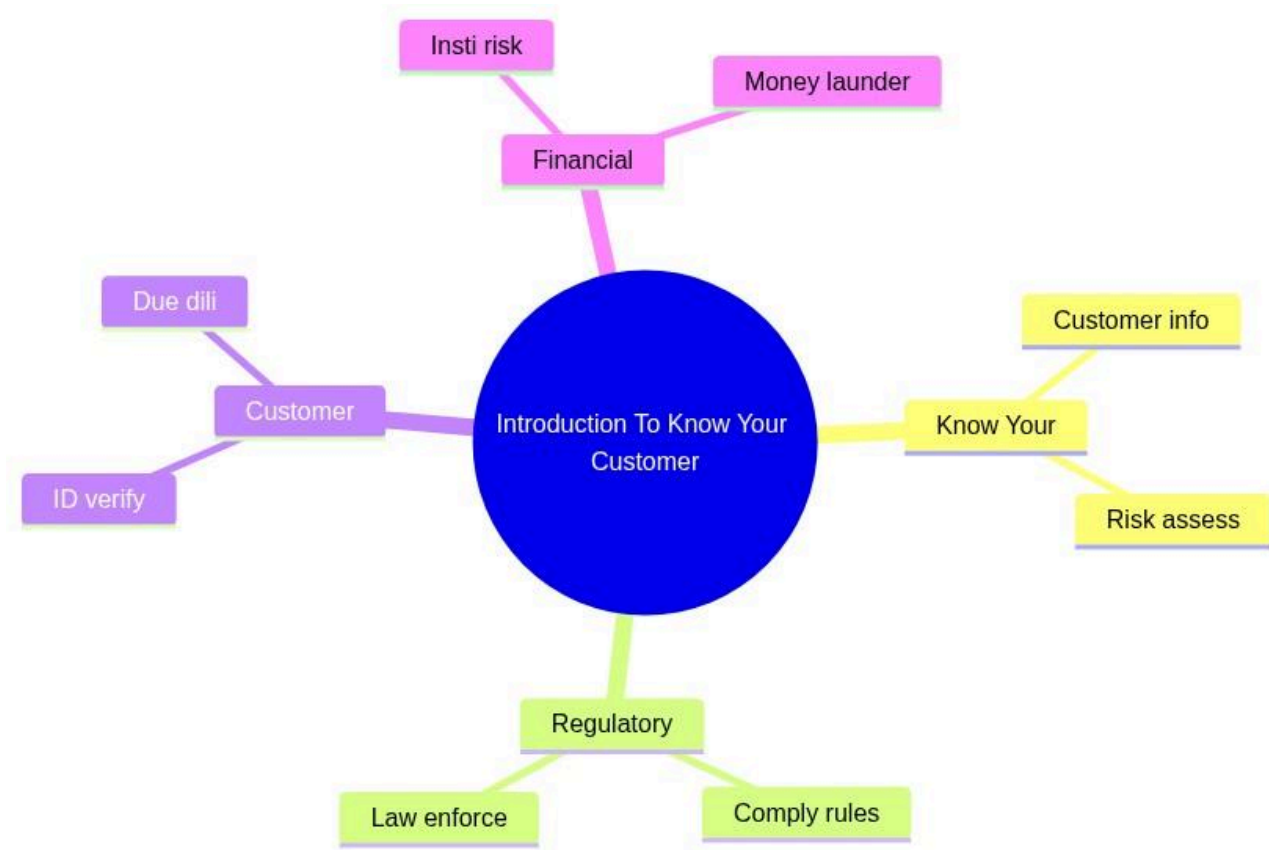 Insti risk
Money launder
Financial
Due dili
Customer info
Customer
Introduction To Know Your
Customer
Know Your
ID verify
Risk assess
Regulatory
Law enforce
Comply rules